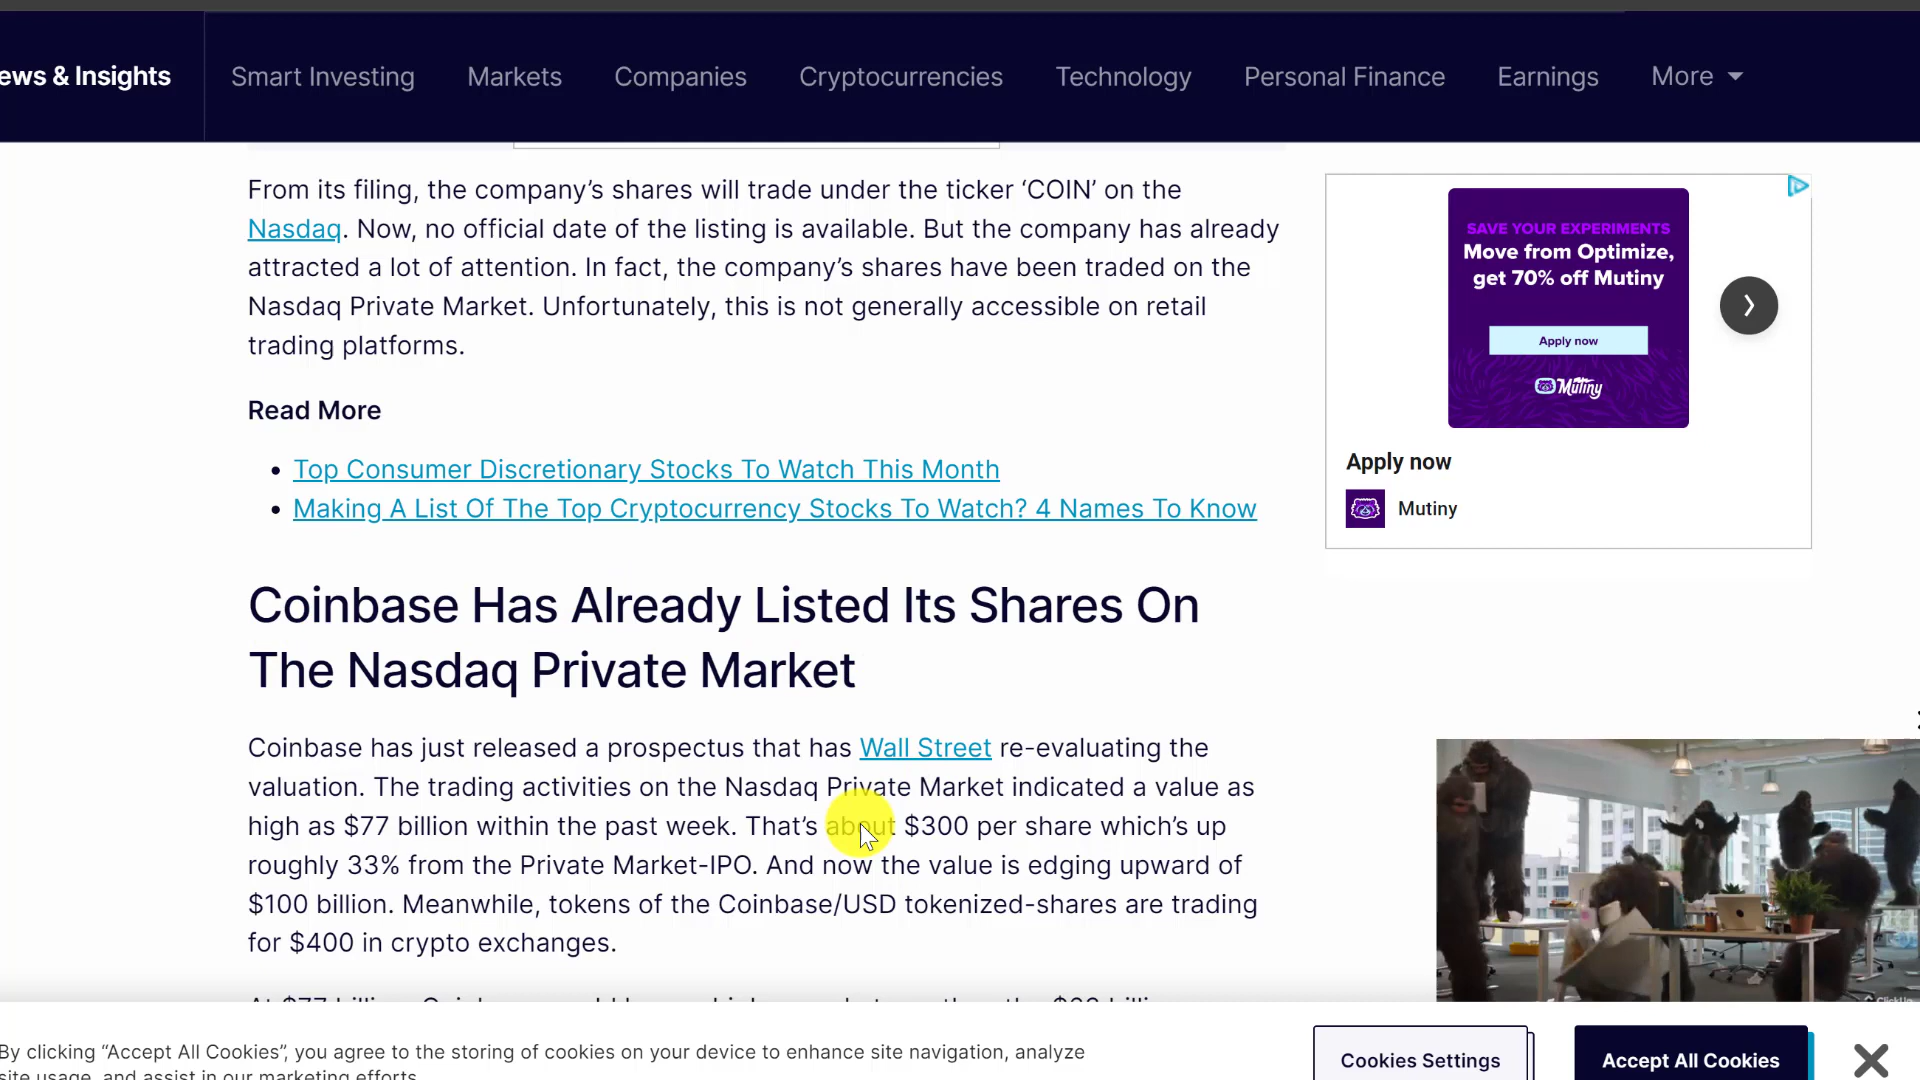 ews & Insights
Smart Investing
Markets
Companies
Cryptocurrencies
Technology
Personal Finance
Earnings
More
From its filing, the company’s shares will trade under the ticker ‘COIN’ on the
Nasdaq. Now, no official date of the listing is available. But the company has already
attracted a lot of attention. In fact, the company’s shares have been traded on the
Nasdaq Private Market. Unfortunately, this is not generally accessible on retail
trading platforms.
Read More
Top Consumer Discretionary Stocks To Watch This Month
Making A List Of The Top Cryptocurrency Stocks To Watch? 4 Names To Know
Coinbase Has Already Listed Its Shares On
The Nasdaq Private Market
Coinbase has just released a prospectus that has Wall Street re-evaluating the
valuation. The trading activities on the Nasdaq Private Market indicated a value as
high as $77 billion within the past week. That’s about $300 per share which’s up
roughly 33% from the Private Market-IPO. And now the value is edging upward of
$100 billion. Meanwhile, tokens of the Coinbase/USD tokenized-shares are trading
for $400 in crypto exchanges.
SAVE YOUR EXPERIMENTS
Move from Optimize,
get 70% off Mutiny
Apply now
Mutiny
Apply now
Mutiny
By clicking “Accept All Cookies”, you agree to the storing of cookies on your device to enhance site navigation, analyze
site usage, and assist in our marketing efforts.
Cookies Settings
Accept All Cookies